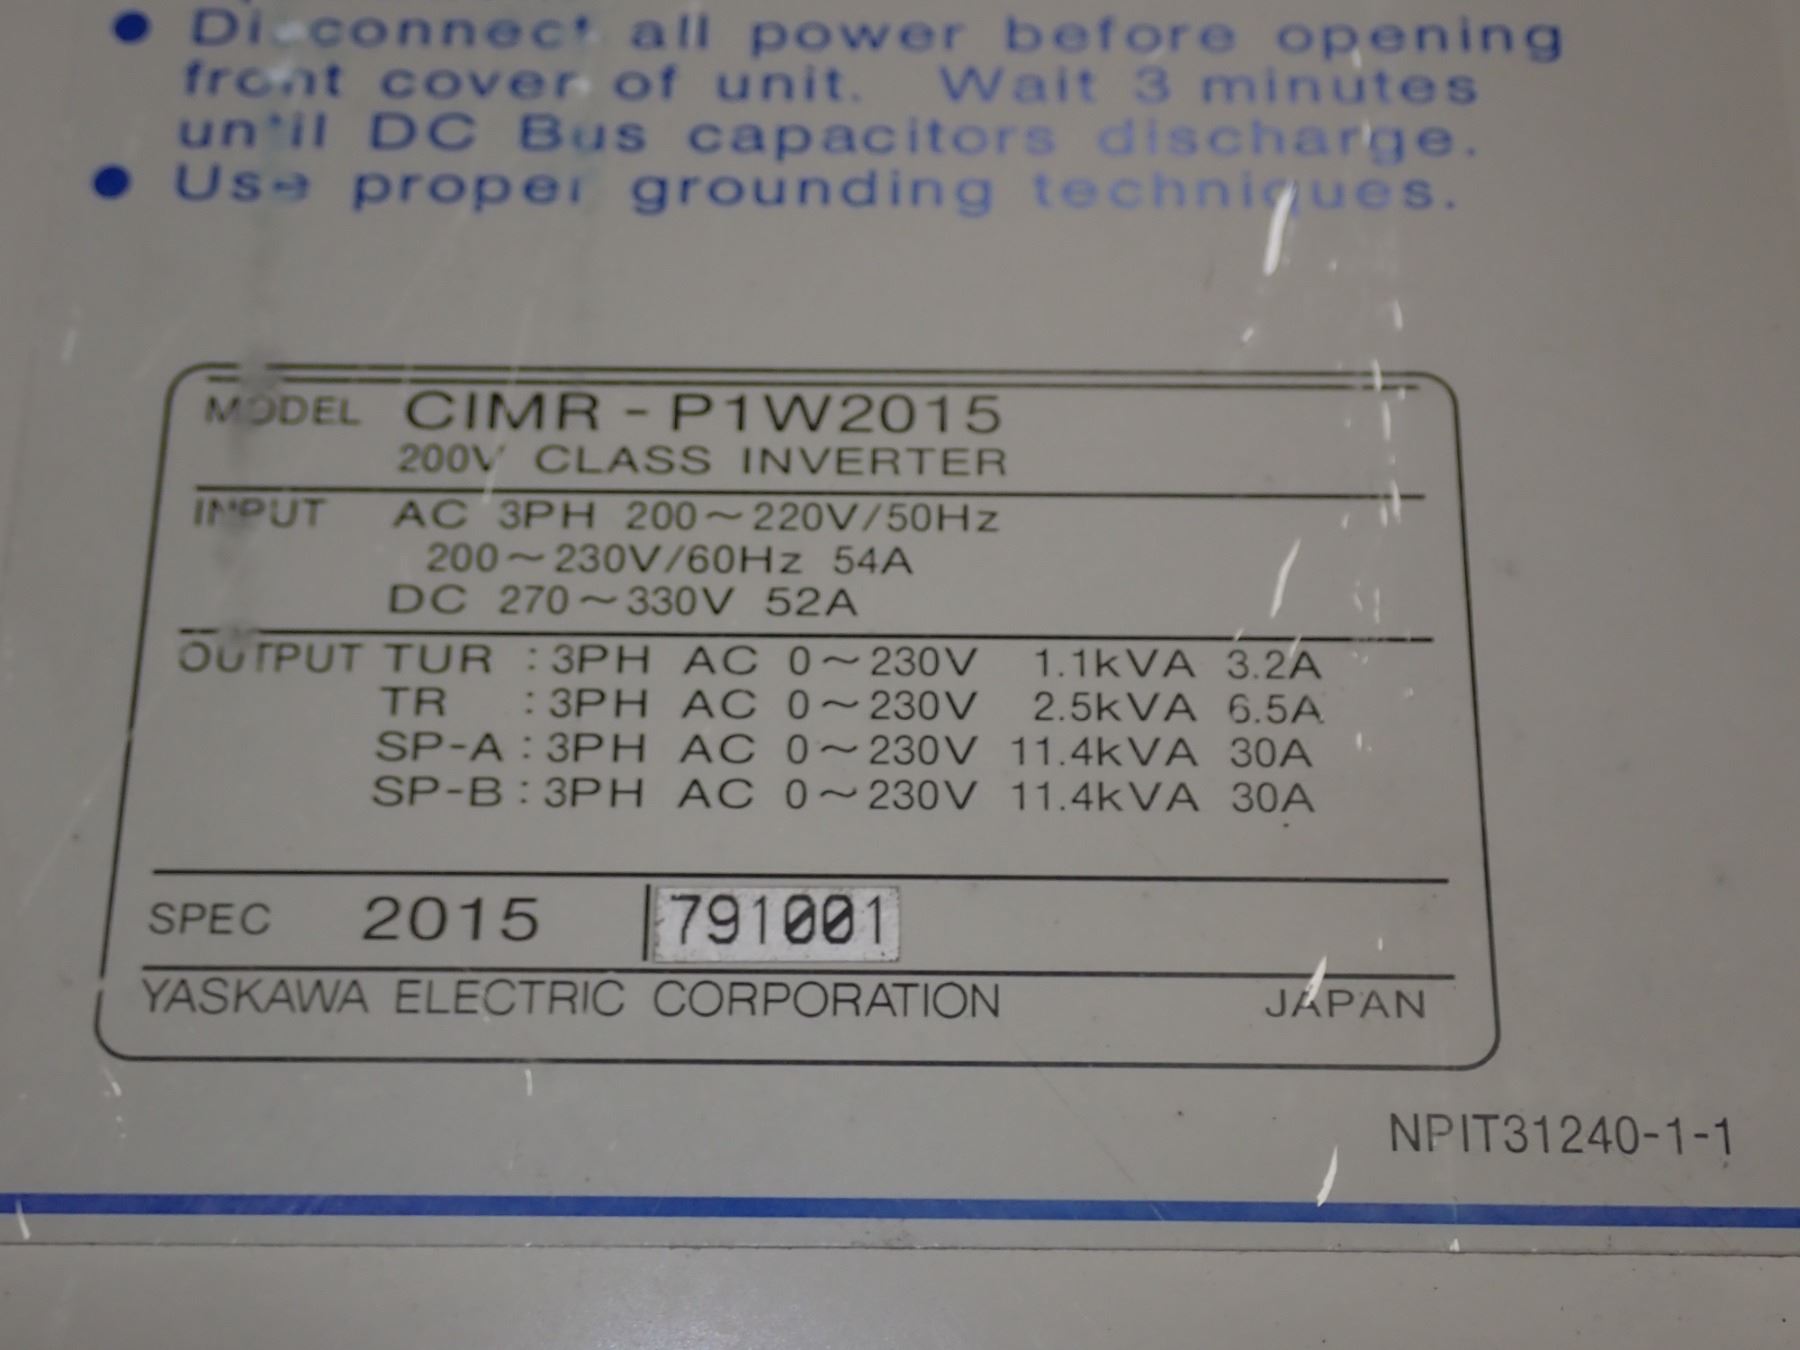 ● Disconnect all power before opening
front cover of unit. Wait 3 minutes
until DC Bus capacitors discharge.
● Use proper grounding techniques.
MODEL CIMR - P1W2015
200V CLASS INVERTER
INPUT AC 3PH 200～220V/50Hz
200～230V/60Hz 54A
DC 270～330V 52A
OUTPUT TUR : 3PH AC 0～230V 1.1kVA 3.2A
TR : 3PH AC 0～230V 2.5kVA 6.5A
SP-A : 3PH AC 0～230V 11.4kVA 30A
SP-B : 3PH AC 0～230V 11.4kVA 30A
SPEC 2015 791001
YASKAWA ELECTRIC CORPORATION JAPAN
NPIT31240-1-1